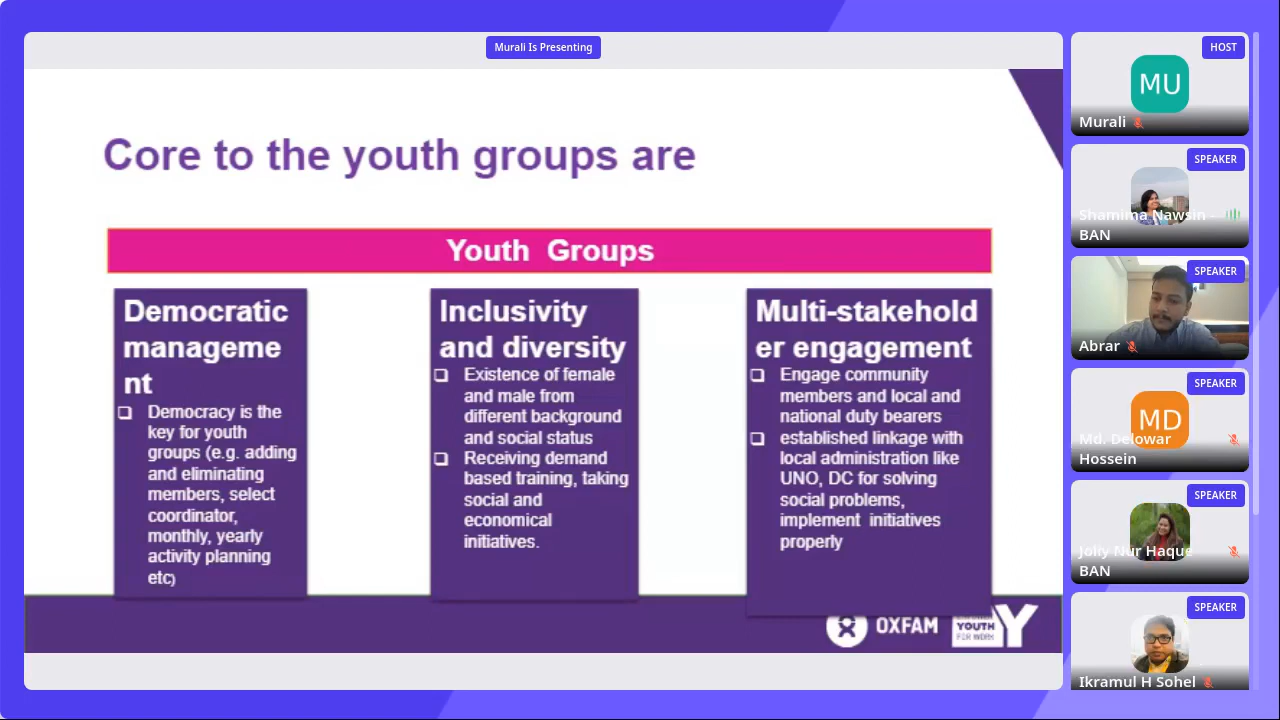 Murali Is Presenting
Core to the youth groups are
Youth Groups
Democratic
manageme
nt
❑ Democracy is the
key for youth
groups (e.g. adding
and eliminating
members, select
coordinator,
monthly, yearly
activity planning
etc)
Inclusivity
and diversity
❑ Existence of female
and male from
different background
and social status
❑ Receiving demand
based training, taking
social and
economical
initiatives.
Multi-stakehold
er engagement
❑ Engage community
members and local and
national duty bearers
❑ established linkage with
local administration like
UNO, DC for solving
social problems,
implement initiatives
properly
OXFAM
YOUTH
FOR WORK
Y
HOST
MU
Murali
SPEAKER
Shamima Nawsin -
BAN
SPEAKER
Abrar
SPEAKER
MD
Md. Delowar
Hossein
SPEAKER
Jolly Nur Haque
BAN
SPEAKER
Ikramul H Sohel